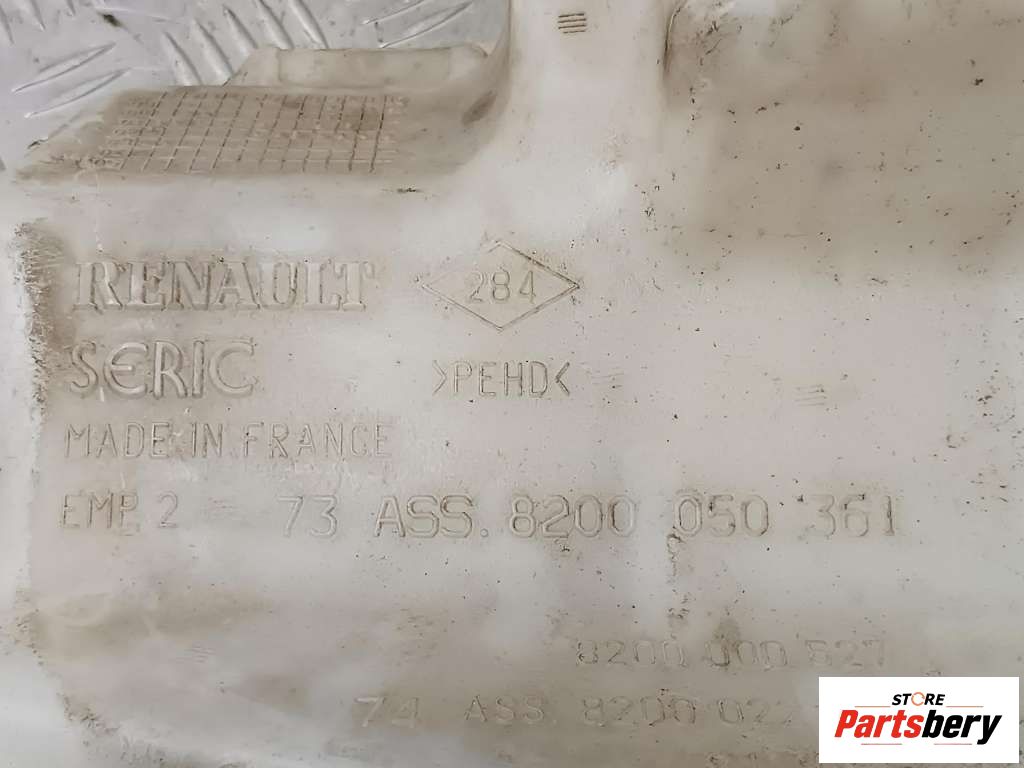 RENAULT 284
SERIC >PEHD<
MADE IN FRANCE
EMP. 2 73 ASS. 8200 050 361
8200 000 527
74 ASS. 8200
STORE
Partsbery